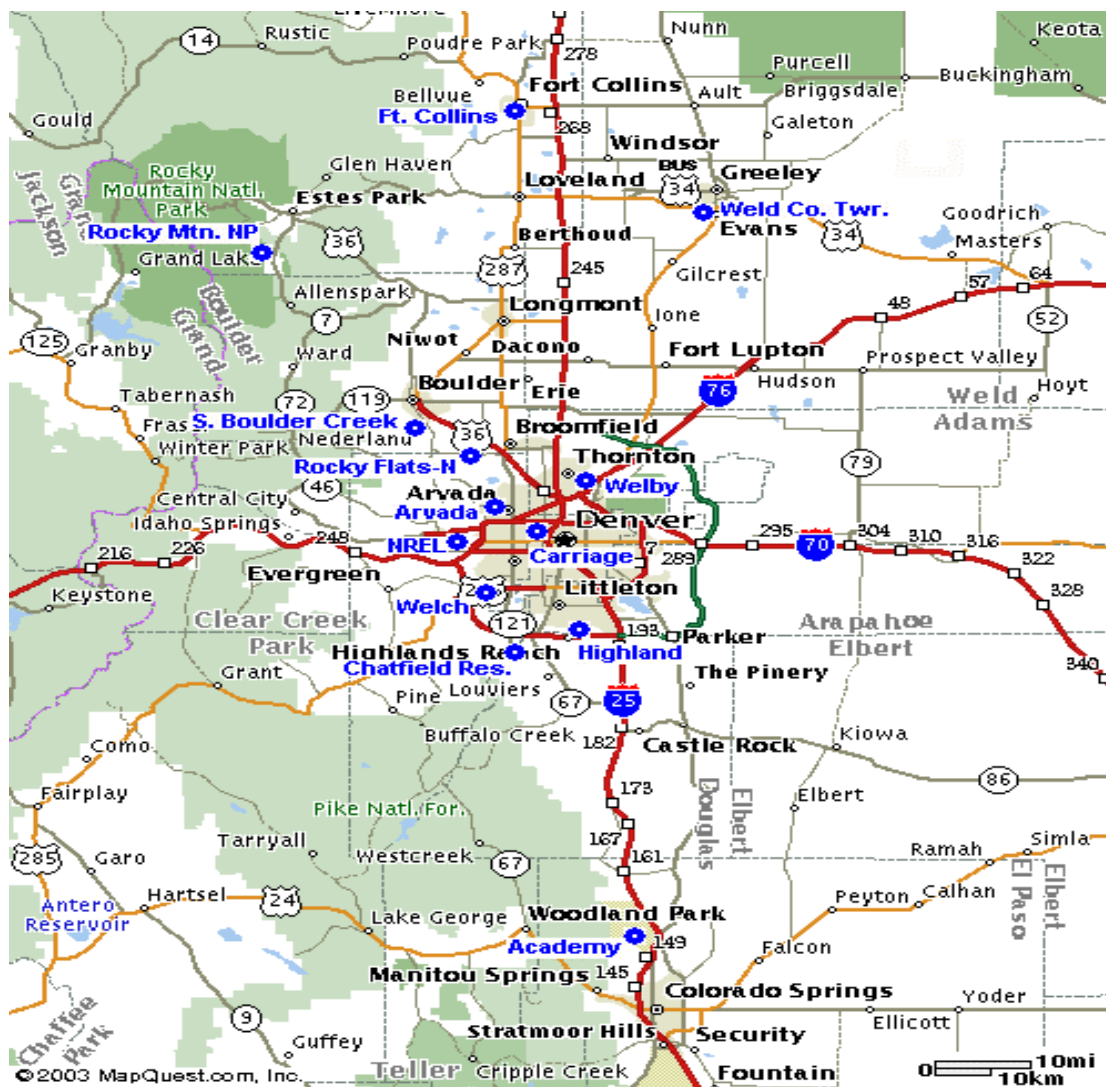 Rustic
14
Poudre Park
278
Nunn
Keota
Purcell
Buckingham
Bellvue
Fort Collins
Ault
Briggsdale
Ft. Collins
268
Galeton
Gould
Windsor
Glen Haven
BUS
34
Greeley
Rocky
Mountain Natl.
Park
Loveland
Jackson
Estes Park
Weld Co. Twr.
Evans
Goodrich
Rocky Mtn. NP
36
Berthoud
34
Masters
Grand Lake
287
245
Gilcrest
57
64
Allenspark
Longmont
48
Boulder
Grand
7
Ione
52
125
Niwot
Dacono
Fort Lupton
Prospect Valley
Granby
Ward
Boulder
Erie
76
Hudson
Hoyt
Tabernash
72
119
Weld
Adams
S. Boulder Creek
36
Broomfield
Winter Park
Rocky Flats-N
Thornton
79
Central City
46
Arvada
Arvada
Welby
Idaho Springs
Denver
216
226
248
NREL
Carriage
7
289
295
70
304
310
316
322
Evergreen
Littleton
328
Keystone
Welch
Clear Creek
Park
121
193
Parker
Arapahoe
Elbert
Highlands Ranch
Highland
340
Grant
Chatfield Res.
The Pinery
Pine
Louviers
67
25
Buffalo Creek
182
Castle Rock
Kiowa
Como
86
Fairplay
173
Douglas
Elbert
Elbert
Pike Natl. For.
Tarryall
167
Simla
285
Garo
Westcreek
67
161
Ramah
Elbert
El Paso
Hartsel
24
Peyton
Calhan
Antero
Reservoir
Lake George
Woodland Park
Academy
149
Falcon
Manitou Springs
145
Colorado Springs
Yoder
Chaffee
Park
9
Stratmoor Hills
Security
Ellicott
Guffey
Teller
Cripple Creek
Fountain
10mi
10km
©2003 MapQuest.com, Inc.